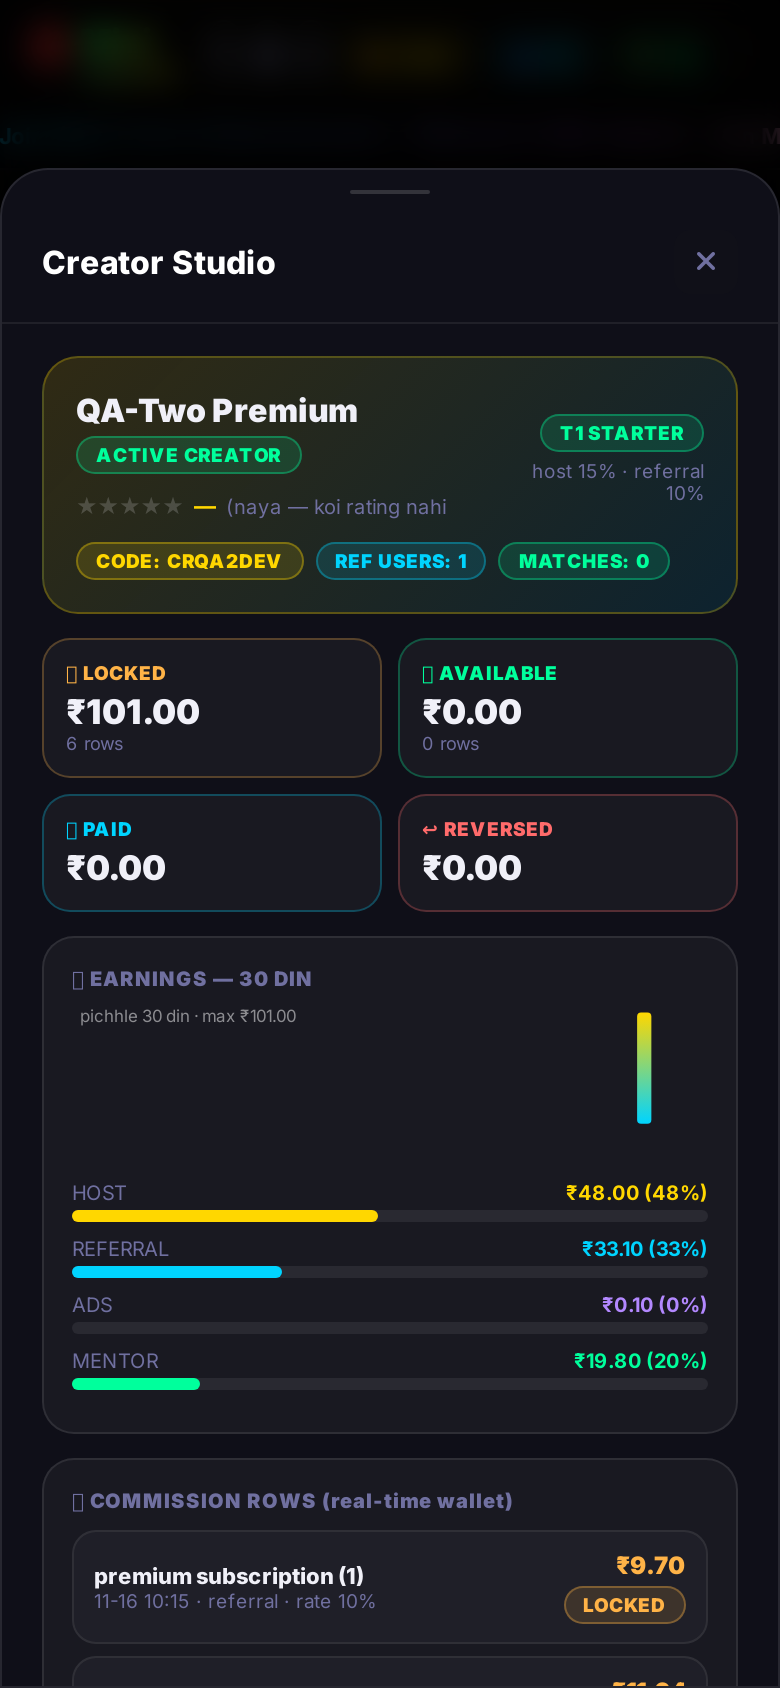 Creator Studio
QA-Two Premium
ACTIVE CREATOR
T1 STARTER
host 15% · referral
10%
★★★★★ — (naya — koi rating nahi
CODE: CRQA2DEV
REF USERS: 1
MATCHES: 0
LOCKED
₹101.00
6 rows
AVAILABLE
₹0.00
0 rows
PAID
₹0.00
↩ REVERSED
₹0.00
EARNINGS — 30 DIN
pichhle 30 din · max ₹101.00
HOST ₹48.00 (48%)
REFERRAL ₹33.10 (33%)
ADS ₹0.10 (0%)
MENTOR ₹19.80 (20%)
COMMISSION ROWS (real-time wallet)
premium subscription (1)
₹9.70
11-16 10:15 · referral · rate 10%
LOCKED